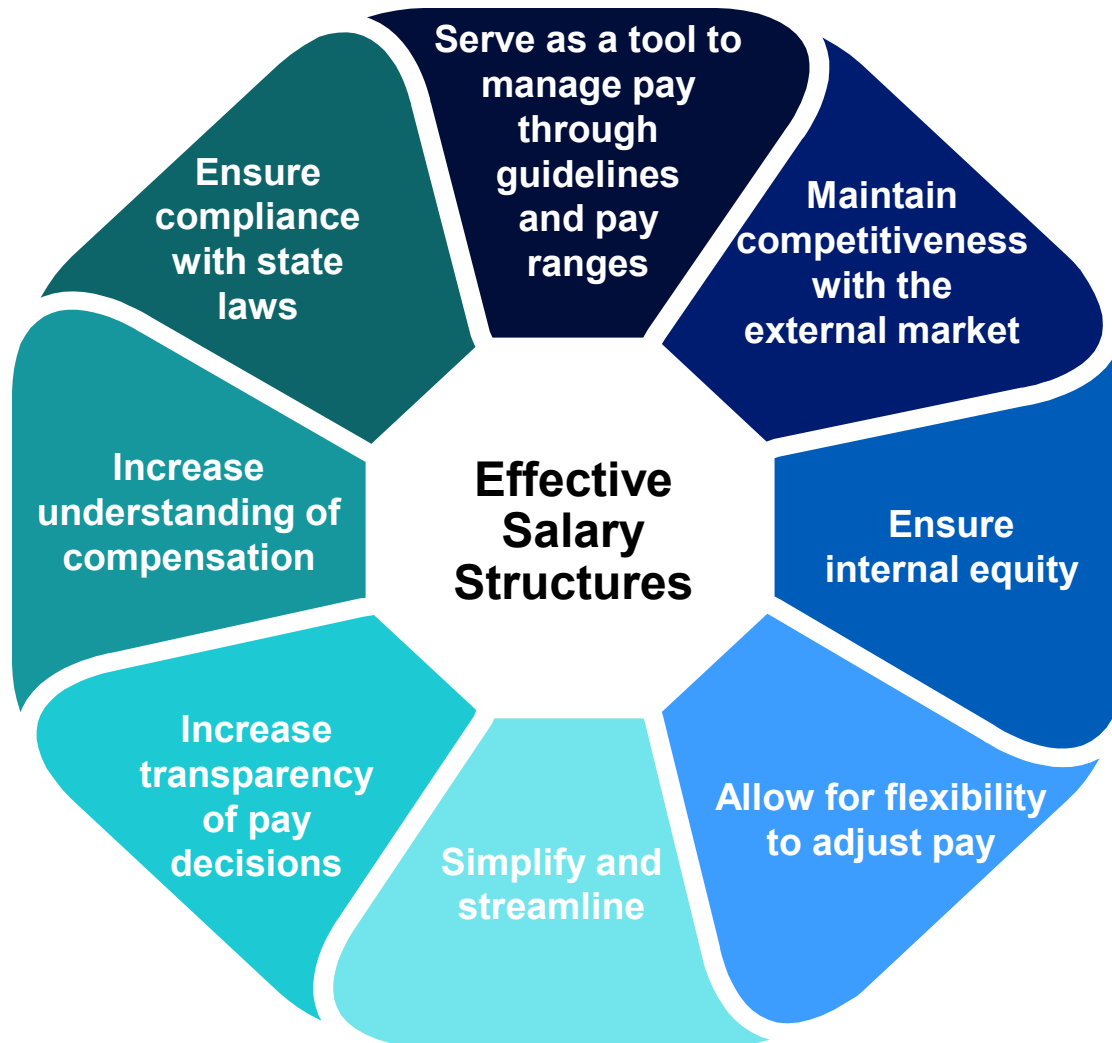 Serve as a tool to
manage pay
through
guidelines
and pay
ranges
Maintain
competitiveness
with the
external market
Ensure
internal equity
Allow for flexibility
to adjust pay
Simplify and
streamline
Increase
transparency
of pay
decisions
Increase
understanding of
compensation
Ensure
compliance
with state
laws
Effective
Salary
Structures